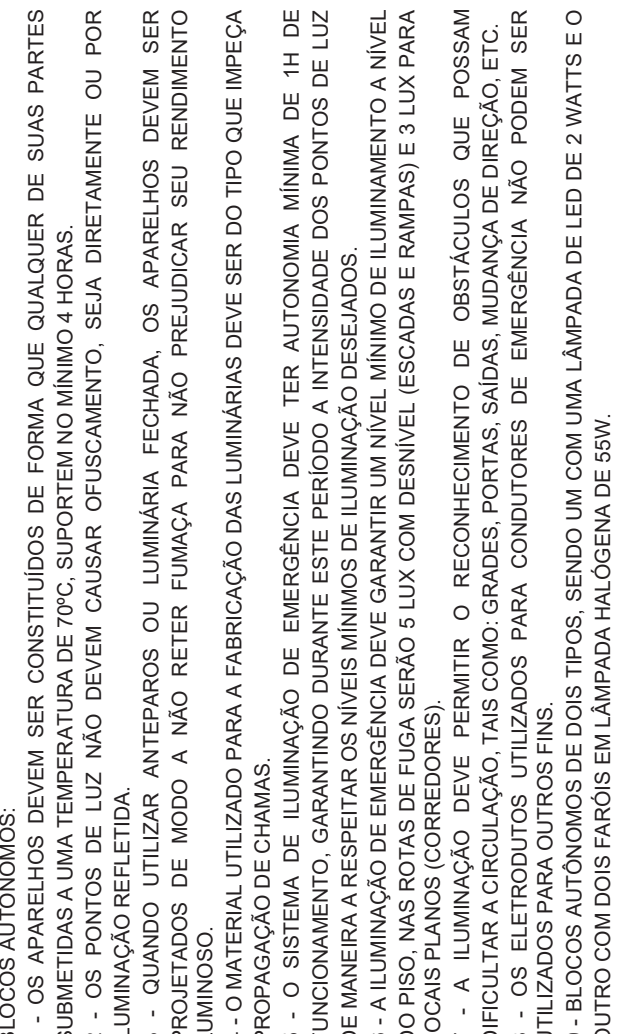 BLOCOS AUTÔNOMOS:
- OS APARELHOS DEVEM SER CONSTITUÍDOS DE FORMA QUE QUALQUER DE SUAS PARTES
SUBMETIDAS A UMA TEMPERATURA DE 70ºC, SUPORTEM NO MÍNIMO 4 HORAS.
- OS PONTOS DE LUZ NÃO DEVEM CAUSAR OFUSCAMENTO, SEJA DIRETAMENTE OU POR
ILUMINAÇÃO REFLETIDA.
- QUANDO UTILIZAR ANTEPAROS OU LUMINÁRIA FECHADA, OS APARELHOS DEVEM SER
PROJETADOS DE MODO A NÃO RETER FUMAÇA PARA NÃO PREJUDICAR SEU RENDIMENTO
LUMINOSO.
- O MATERIAL UTILIZADO PARA A FABRICAÇÃO DAS LUMINÁRIAS DEVE SER DO TIPO QUE IMPEÇA
PROPAGAÇÃO DE CHAMAS.
- O SISTEMA DE ILUMINAÇÃO DE EMERGÊNCIA DEVE TER AUTONOMIA MÍNIMA DE 1H DE
FUNCIONAMENTO, GARANTINDO DURANTE ESTE PERÍODO A INTENSIDADE DOS PONTOS DE LUZ
DE MANEIRA A RESPEITAR OS NÍVEIS MÍNIMOS DE ILUMINAÇÃO DESEJADOS.
- A ILUMINAÇÃO DE EMERGÊNCIA DEVE GARANTIR UM NÍVEL MÍNIMO DE ILUMINAMENTO A NÍVEL
DO PISO, NAS ROTAS DE FUGA SERÃO 5 LUX COM DESNÍVEL (ESCADAS E RAMPAS) E 3 LUX PARA
LOCAIS PLANOS (CORREDORES).
- A ILUMINAÇÃO DEVE PERMITIR O RECONHECIMENTO DE OBSTÁCULOS QUE POSSAM
DIFICULTAR A CIRCULAÇÃO, TAIS COMO: GRADES, PORTAS, SAÍDAS, MUDANÇA DE DIREÇÃO, ETC.
- OS ELETRODUTOS UTILIZADOS PARA CONDUTORES DE EMERGÊNCIA NÃO PODEM SER
UTILIZADOS PARA OUTROS FINS.
- BLOCOS AUTÔNOMOS DE DOIS TIPOS, SENDO UM COM UMA LÂMPADA DE LED DE 2 WATTS E O
OUTRO COM DOIS FARÓIS EM LÂMPADA HALÓGENA DE 55W.